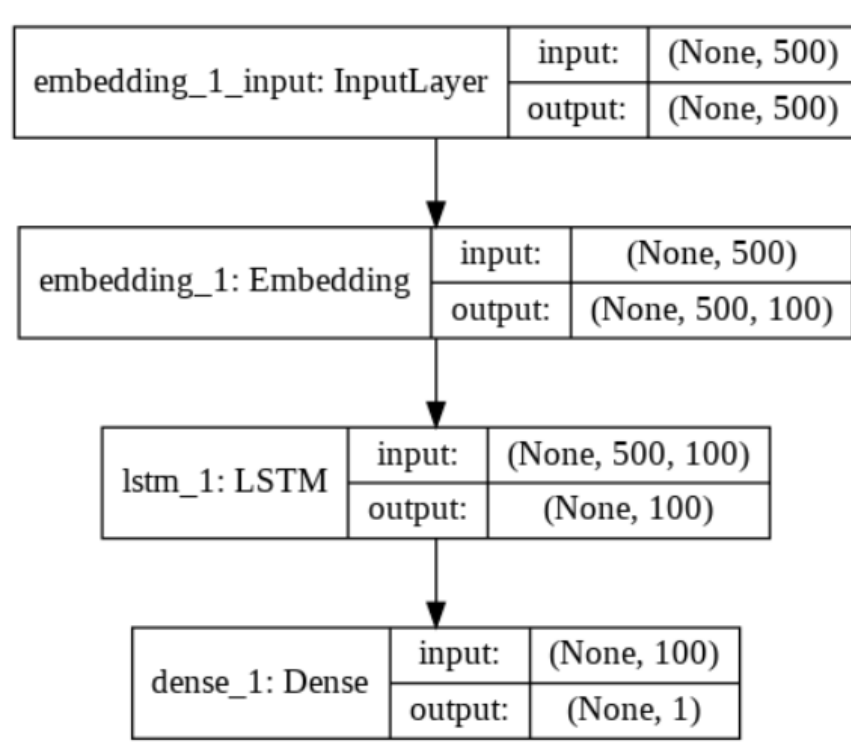 embedding_1_input: InputLayer
input: (None, 500)
output: (None, 500)
embedding_1: Embedding
input: (None, 500)
output: (None, 500, 100)
lstm_1: LSTM
input: (None, 500, 100)
output: (None, 100)
dense_1: Dense
input: (None, 100)
output: (None, 1)